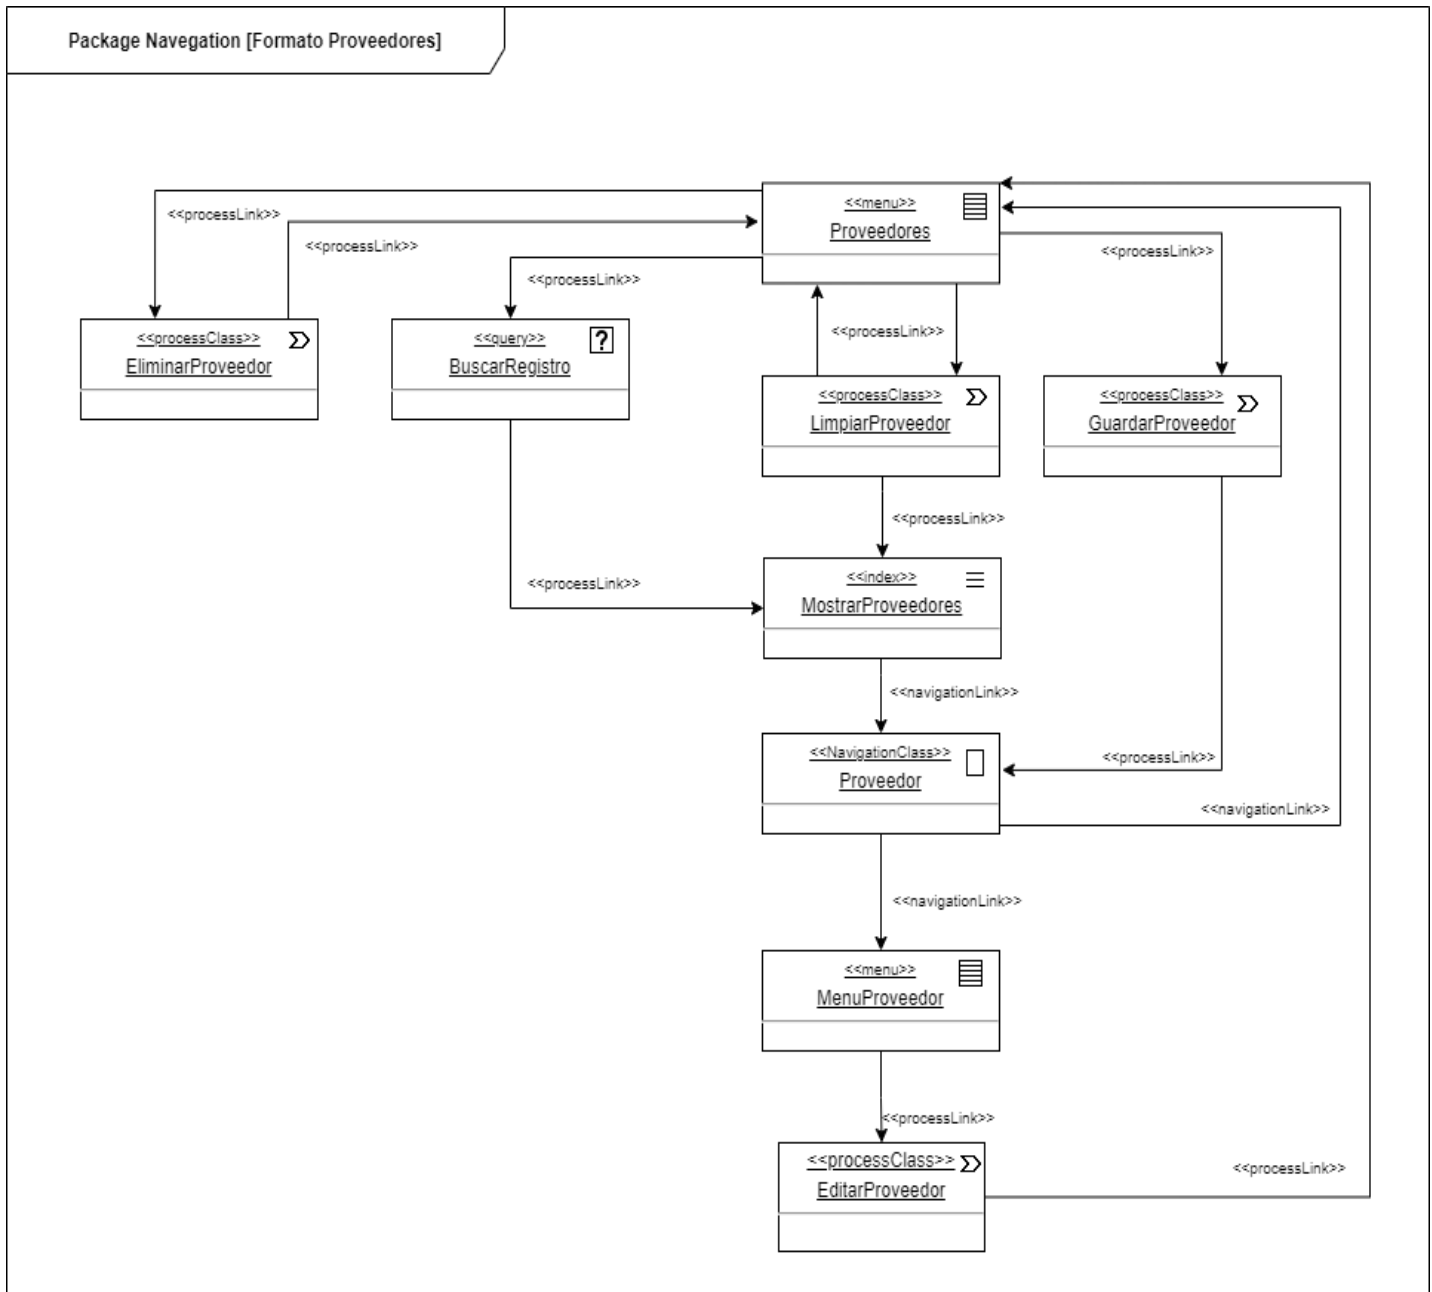 Package Navegation [Formato Proveedores]
<<menu>>
Proveedores
<<processLink>>
<<processLink>>
<<processLink>>
<<processLink>>
<<processLink>>
<<processClass>>
EliminarProveedor
<<query>>
?
BuscarRegistro
<<processClass>>
LimpiarProveedor
<<processClass>>
GuardarProveedor
<<processLink>>
<<processLink>>
<<index>>
MostrarProveedores
<<navigationLink>>
<<NavigationClass>>
Proveedor
<<processLink>>
<<navigationLink>>
<<navigationLink>>
<<menu>>
MenuProveedor
<<processLink>>
<<processClass>>
EditarProveedor
<<processLink>>